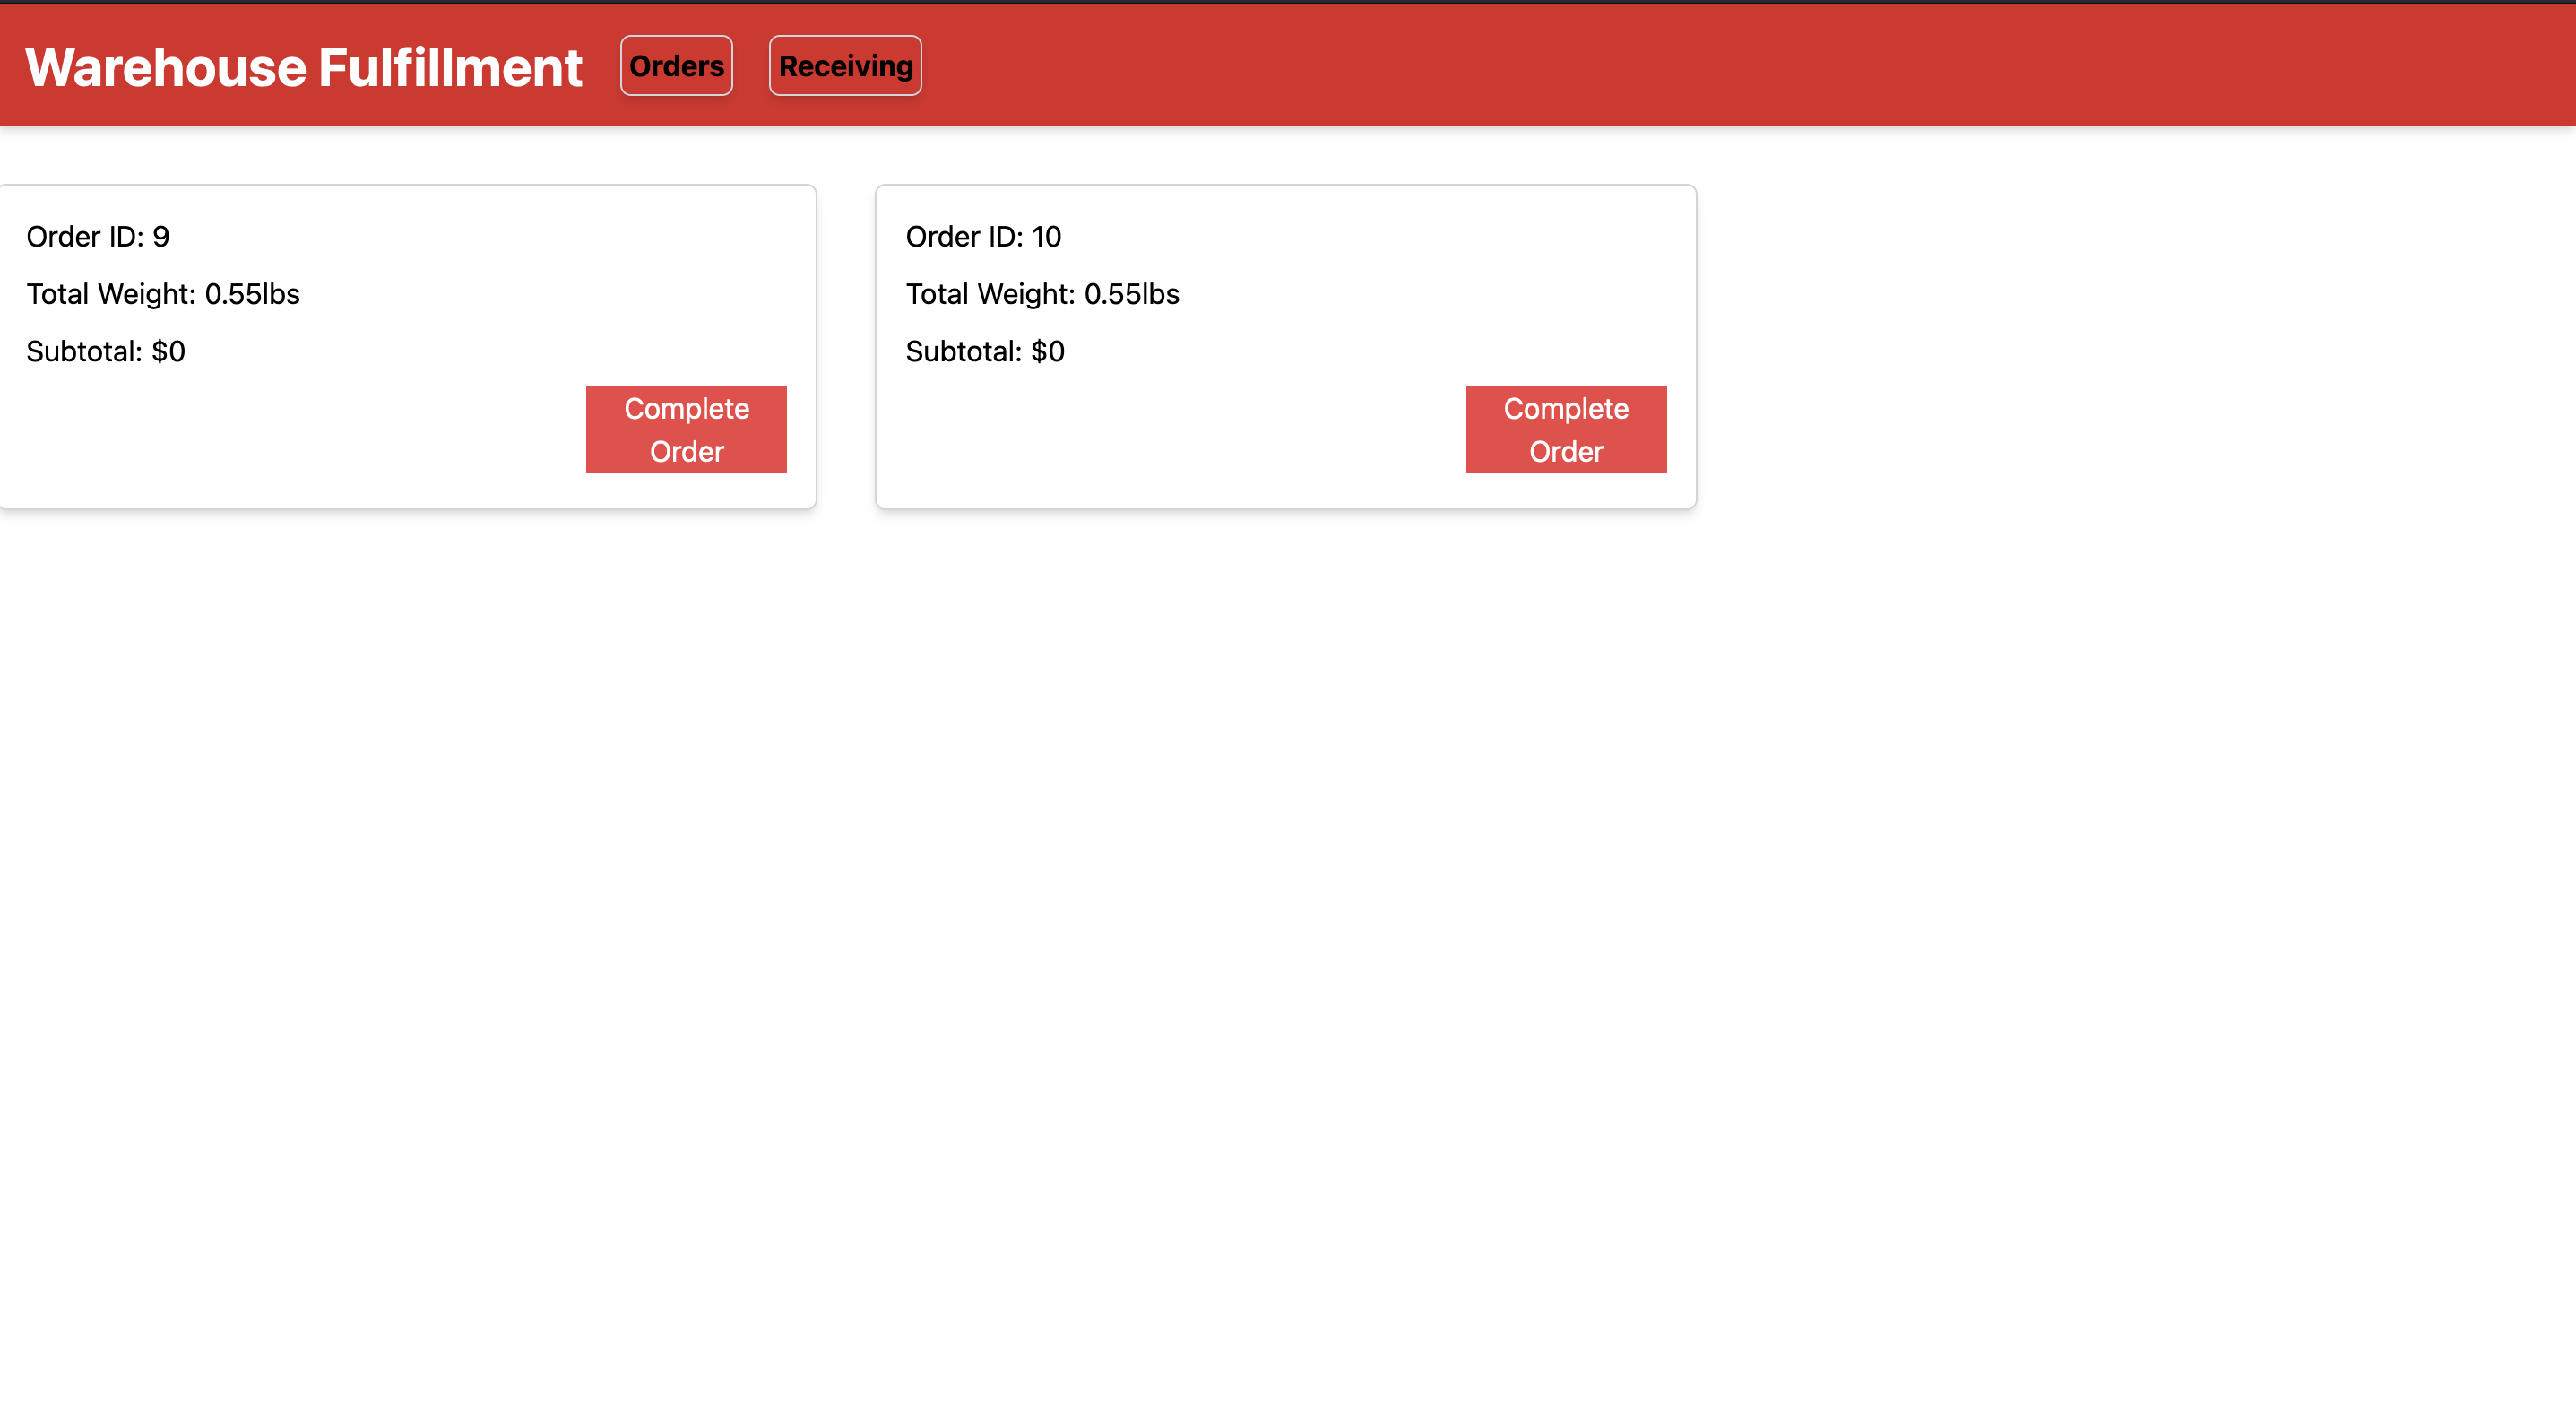 Warehouse Fulfillment Orders Receiving
Order ID: 9
Total Weight: 0.55lbs
Subtotal: $0
Complete
Order
Order ID: 10
Total Weight: 0.55lbs
Subtotal: $0
Complete
Order